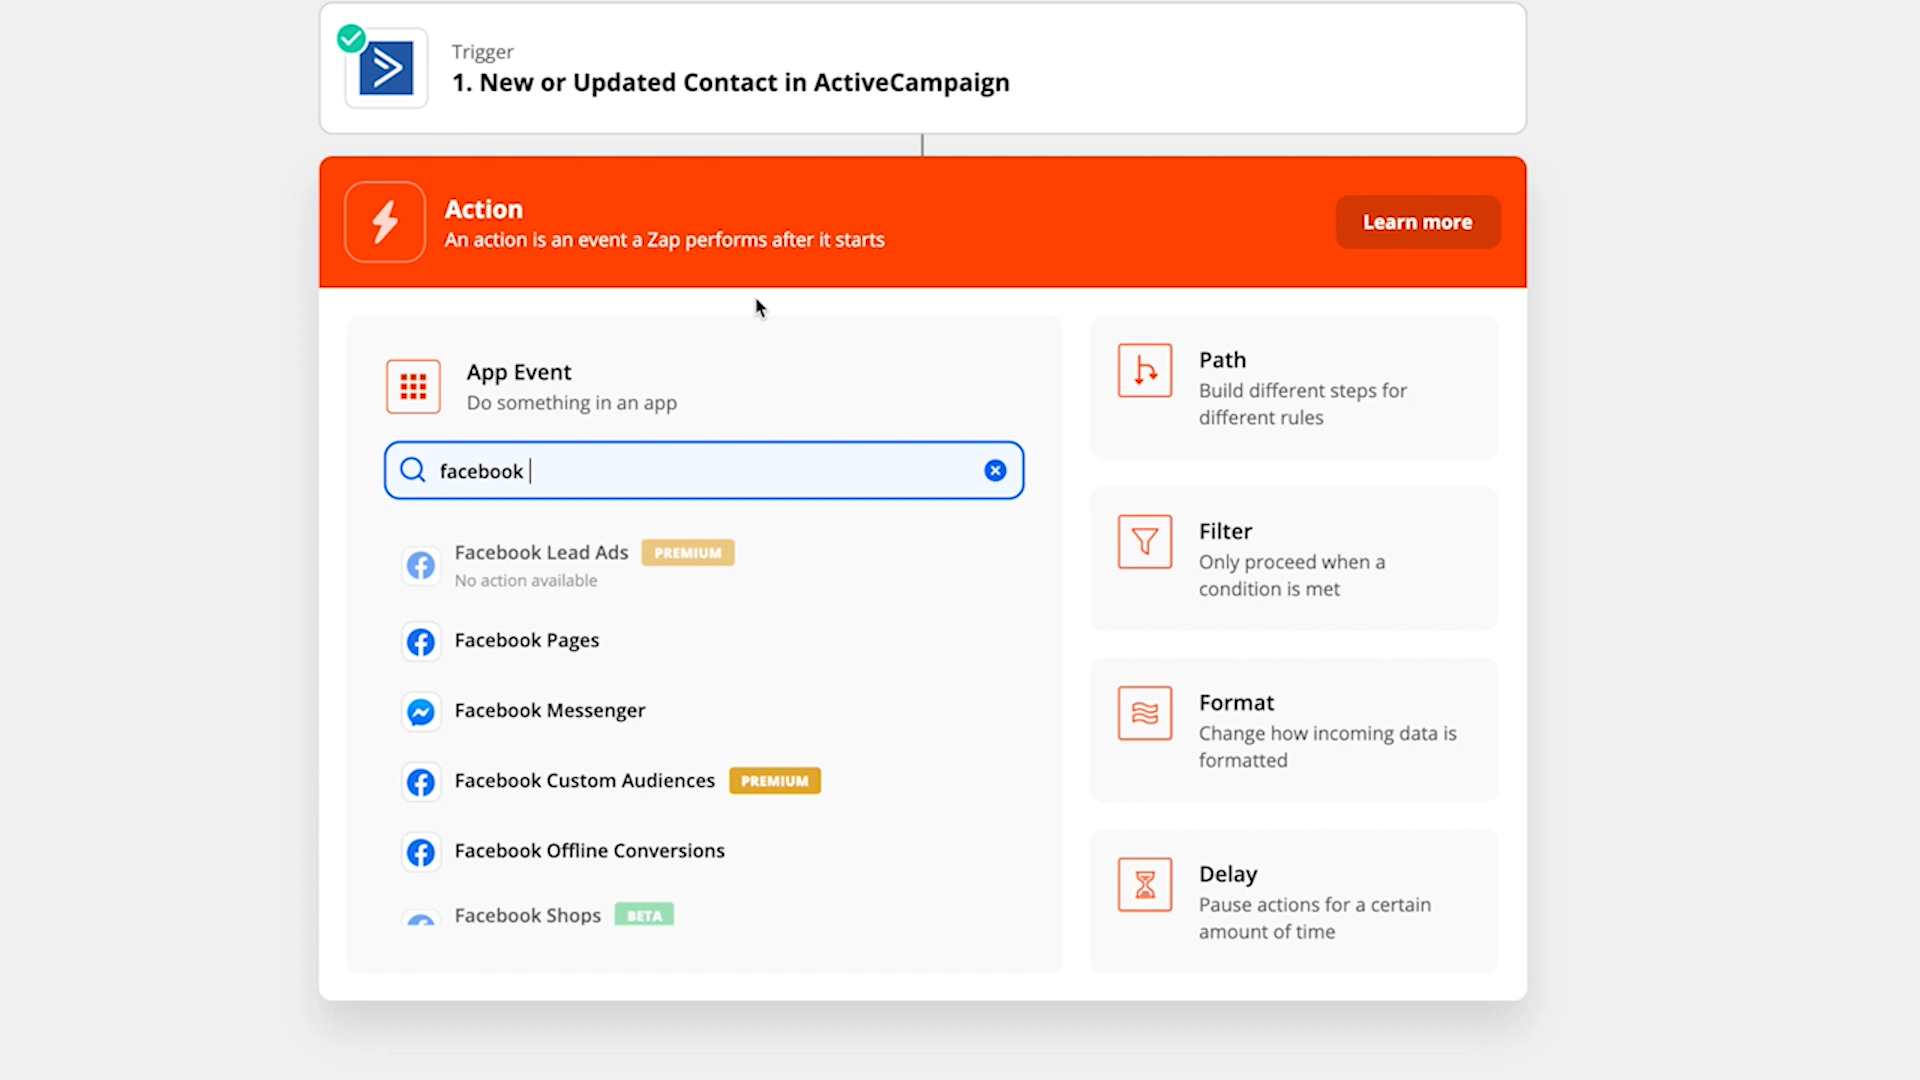 Trigger
1. New or Updated Contact in ActiveCampaign
Action
An action is an event a Zap performs after it starts
Learn more
App Event
Do something in an app
facebook
Facebook Lead Ads PREMIUM
No action available
Facebook Pages
Facebook Messenger
Facebook Custom Audiences PREMIUM
Facebook Offline Conversions
Facebook Shops BETA
Path
Build different steps for
different rules
Filter
Only proceed when a
condition is met
Format
Change how incoming data is
formatted
Delay
Pause actions for a certain
amount of time